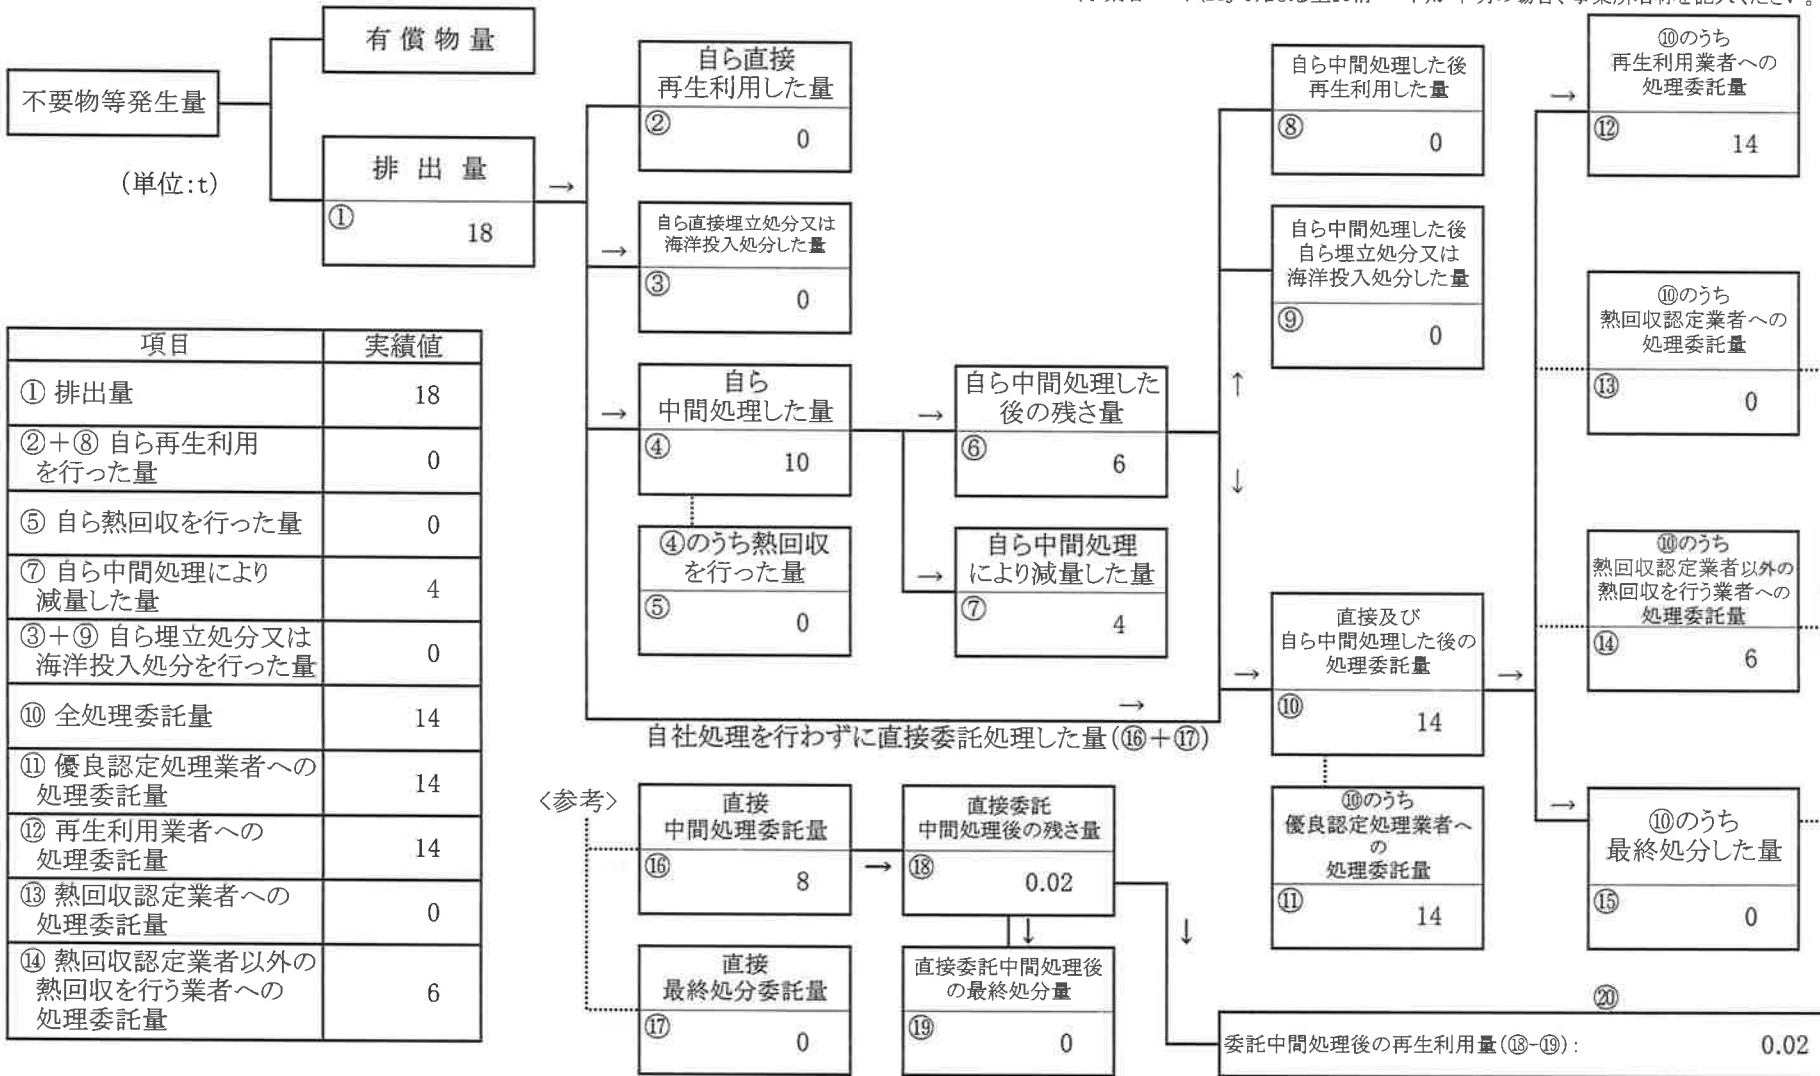 有償物量
不要物等発生量
(単位:t)
排出量
①
18
→
自ら直接
再生利用した量
②
0
→
自ら直接埋立処分又は
海洋投入処分した量
③
0
→
自ら
中間処理した量
④
10
④のうち熱回収
を行った量
⑤
0
→
自ら中間処理した
後の残さ量
⑥
6
→
自ら中間処理
により減量した量
⑦
4
↑
↓
自ら中間処理した後
再生利用した量
⑧
0
自ら中間処理した後
自ら埋立処分又は
海洋投入処分した量
⑨
0
→
直接及び
自ら中間処理した後の
処理委託量
⑩
14
⑩のうち
優良認定処理業者へ
の
処理委託量
⑪
14
→
→
⑩のうち
再生利用業者への
処理委託量
⑫
14
⑩のうち
熱回収認定業者への
処理委託量
⑬
0
⑩のうち
熱回収認定業者以外の
熱回収を行う業者への
処理委託量
⑭
6
→
⑩のうち
最終処分した量
⑮
0
→
自社処理を行わずに直接委託処理した量(⑯+⑰)
〈参考〉
直接
中間処理委託量
⑯
8
→
直接委託
中間処理後の残さ量
⑱
0.02
↓
↓
直接
最終処分委託量
⑰
0
直接委託中間処理後
の最終処分量
⑲
0
⑳
委託中間処理後の再生利用量(⑱-⑲): 0.02
項目 実績値
① 排出量 18
②+⑧ 自ら再生利用
を行った量 0
⑤ 自ら熱回収を行った量 0
⑦ 自ら中間処理により
減量した量 4
③+⑨ 自ら埋立処分又は
海洋投入処分を行った量 0
⑩ 全処理委託量 14
⑪ 優良認定処理業者への
処理委託量 14
⑫ 再生利用業者への
処理委託量 14
⑬ 熱回収認定業者への
処理委託量 0
⑭ 熱回収認定業者以外の
熱回収を行う業者への
処理委託量 6